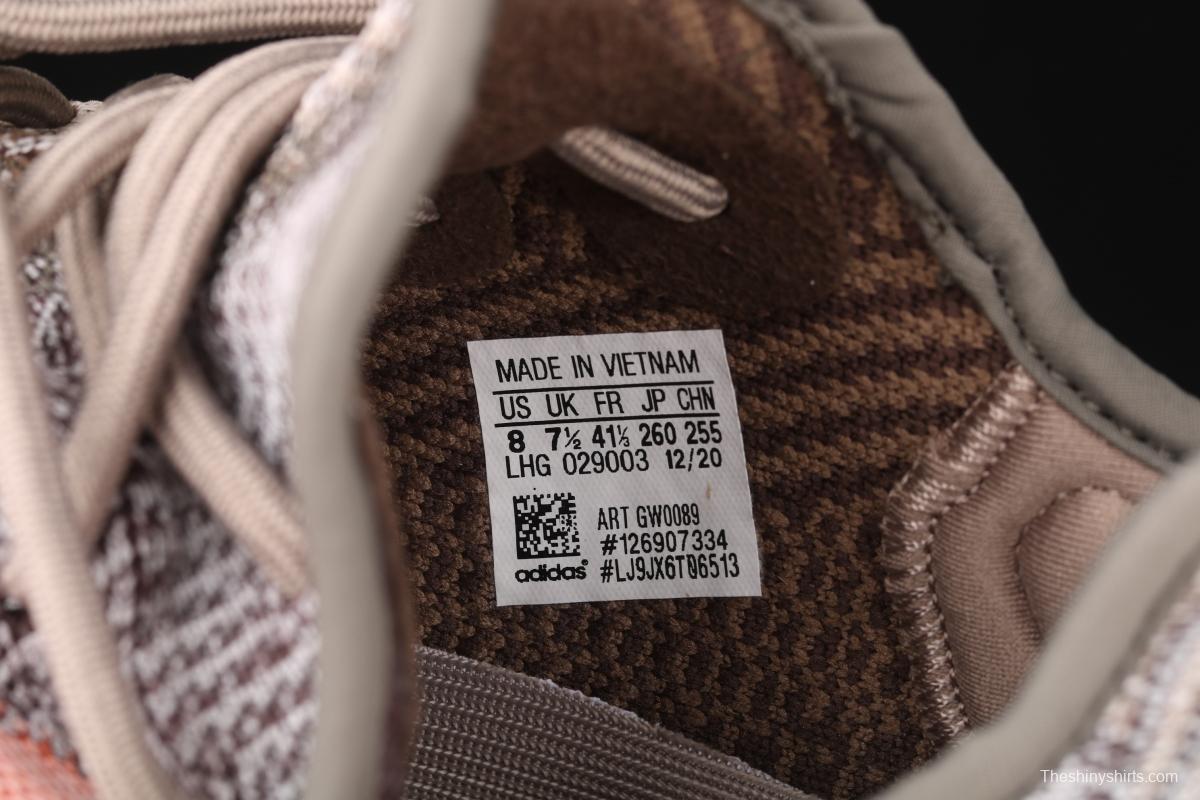 MADE IN VIETNAM
US UK FR JP CHN
8 7½ 41⅓ 260 255
LHG 029003 12/20
ART GW0089
#126907334
adidas® #LJ9JX6T06513
Theshinyshirts.com